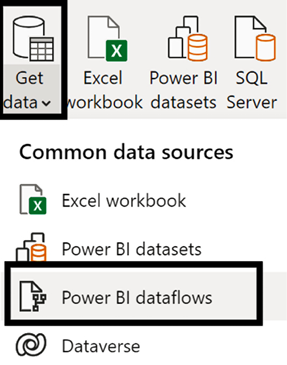 Get
data
Excel
workbook
Power BI
datasets
SQL
Server
Common data sources
Excel workbook
Power BI datasets
Power BI dataflows
Dataverse